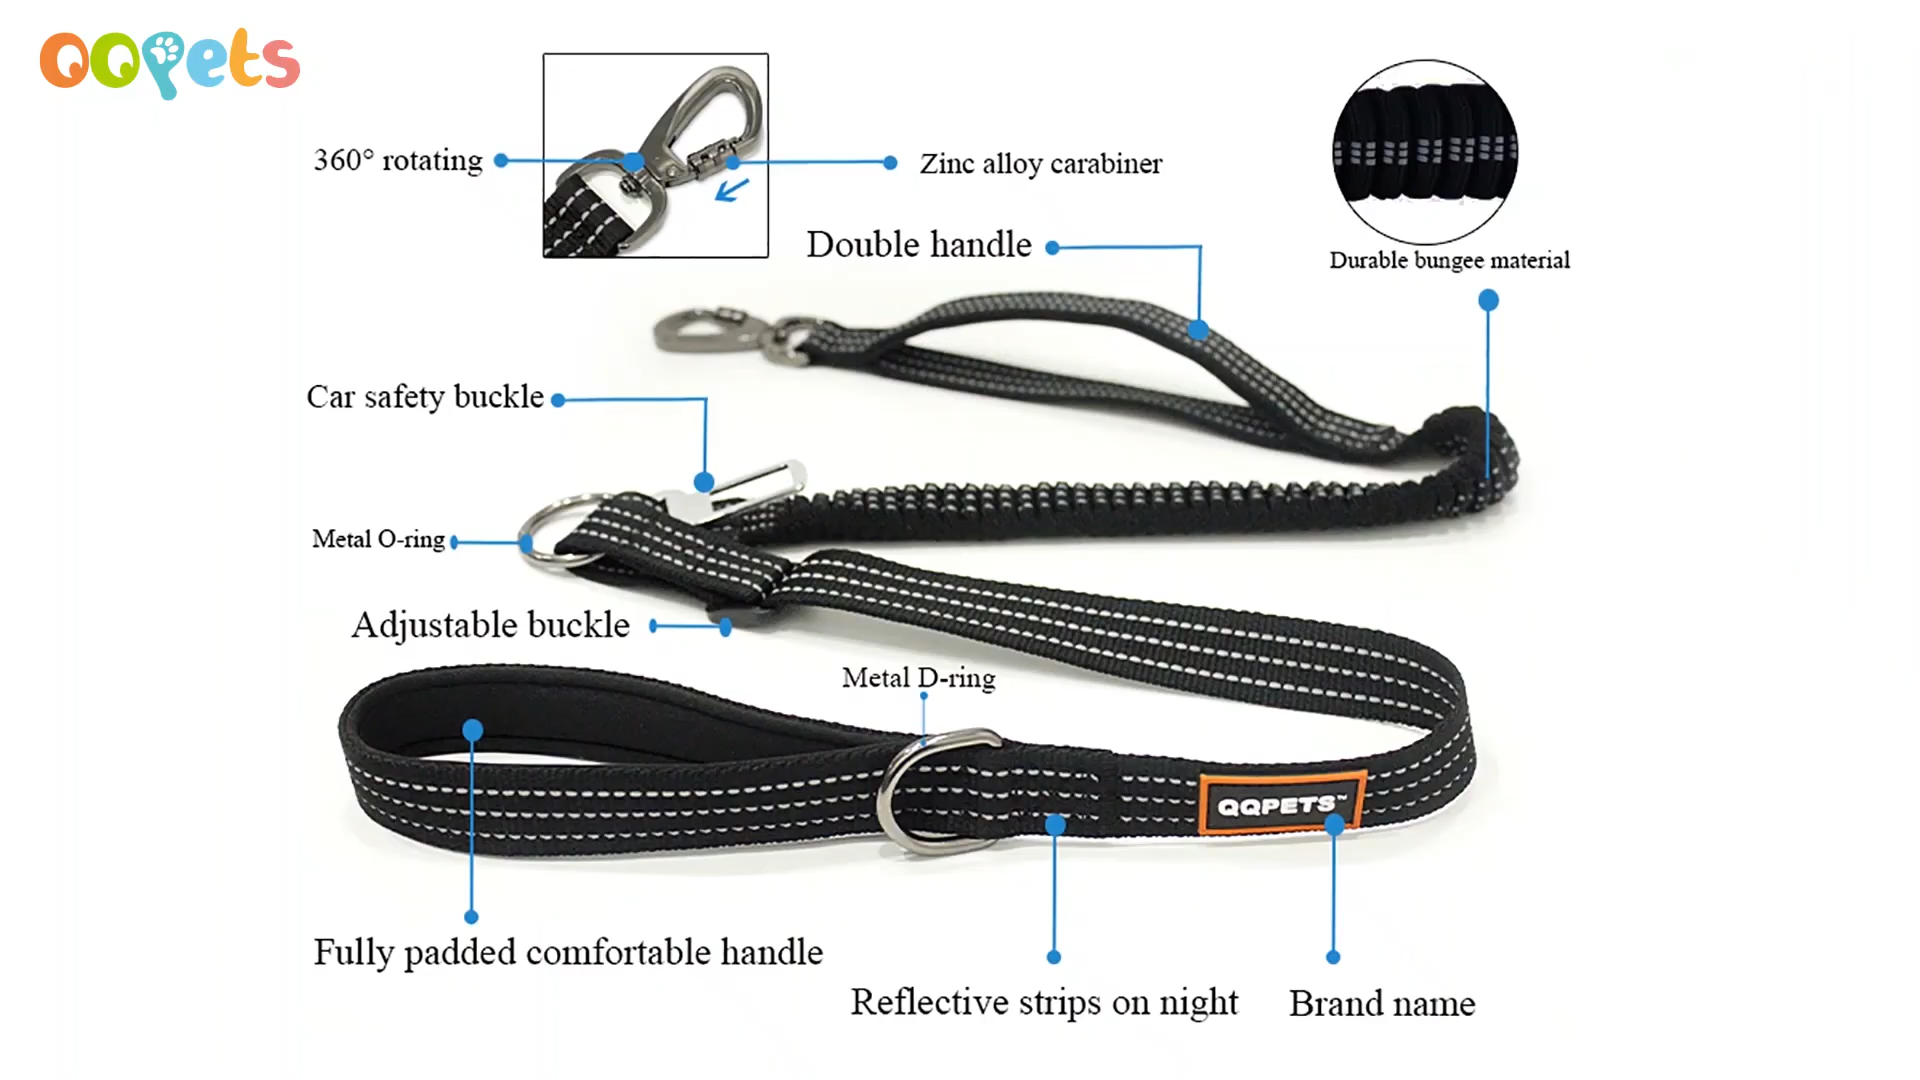 QQPets
360° rotating
Zinc alloy carabiner
Double handle
Durable bungee material
Car safety buckle
Metal O-ring
Adjustable buckle
Metal D-ring
QQPETS™
Fully padded comfortable handle
Reflective strips on night
Brand name